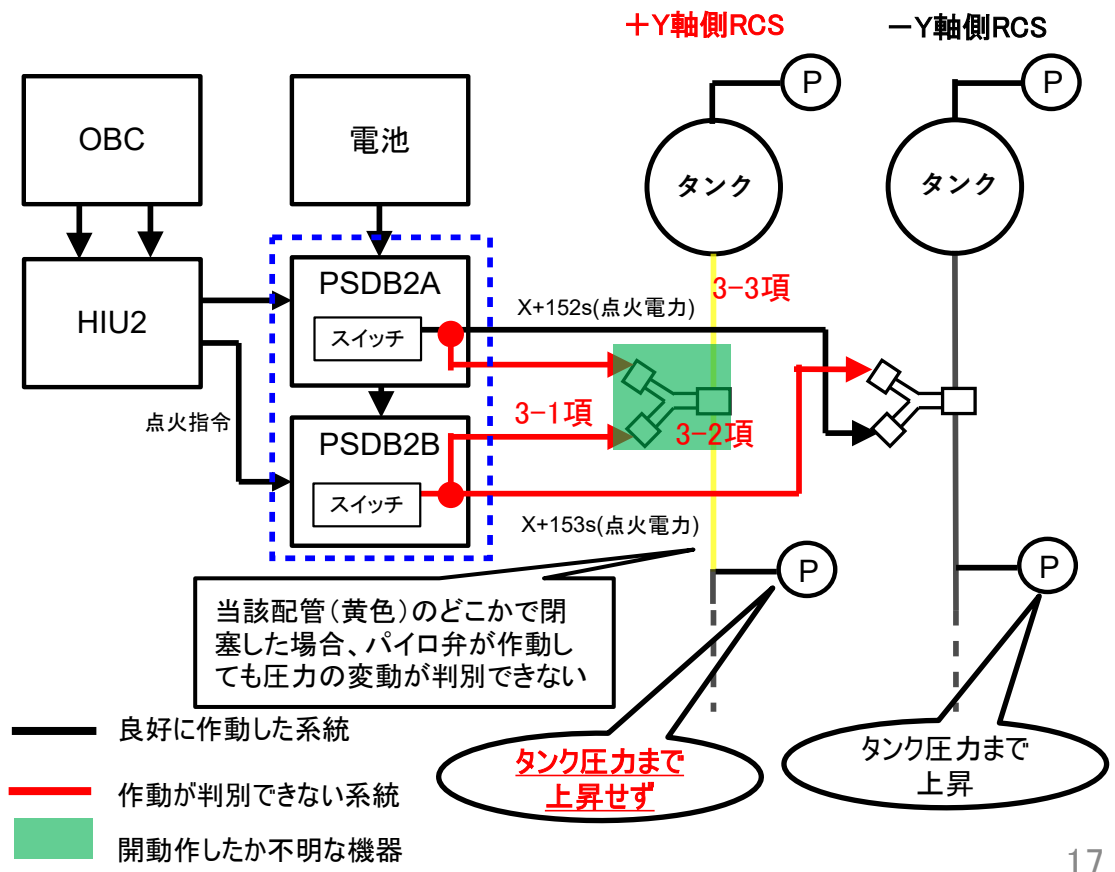 +Y軸側RCS
-Y軸側RCS
P
P
OBC
電池
タンク
タンク
HIU2
PSDB2A
スイッチ
X+152s(点火電力)
3-3項
点火指令
3-1項
3-2項
PSDB2B
スイッチ
X+153s(点火電力)
P
P
当該配管(黄色)のどこかで閉
塞した場合、パイロ弁が作動し
ても圧力の変動が判別できない
良好に作動した系統
タンク圧力まで
上昇せず
タンク圧力まで
上昇
作動が判別できない系統
開動作したか不明な機器
17